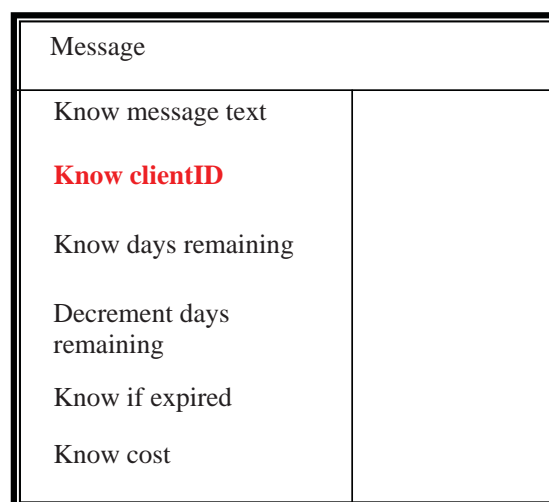 Message
Know message text
Know clientID
Know days remaining
Decrement days
remaining
Know if expired
Know cost